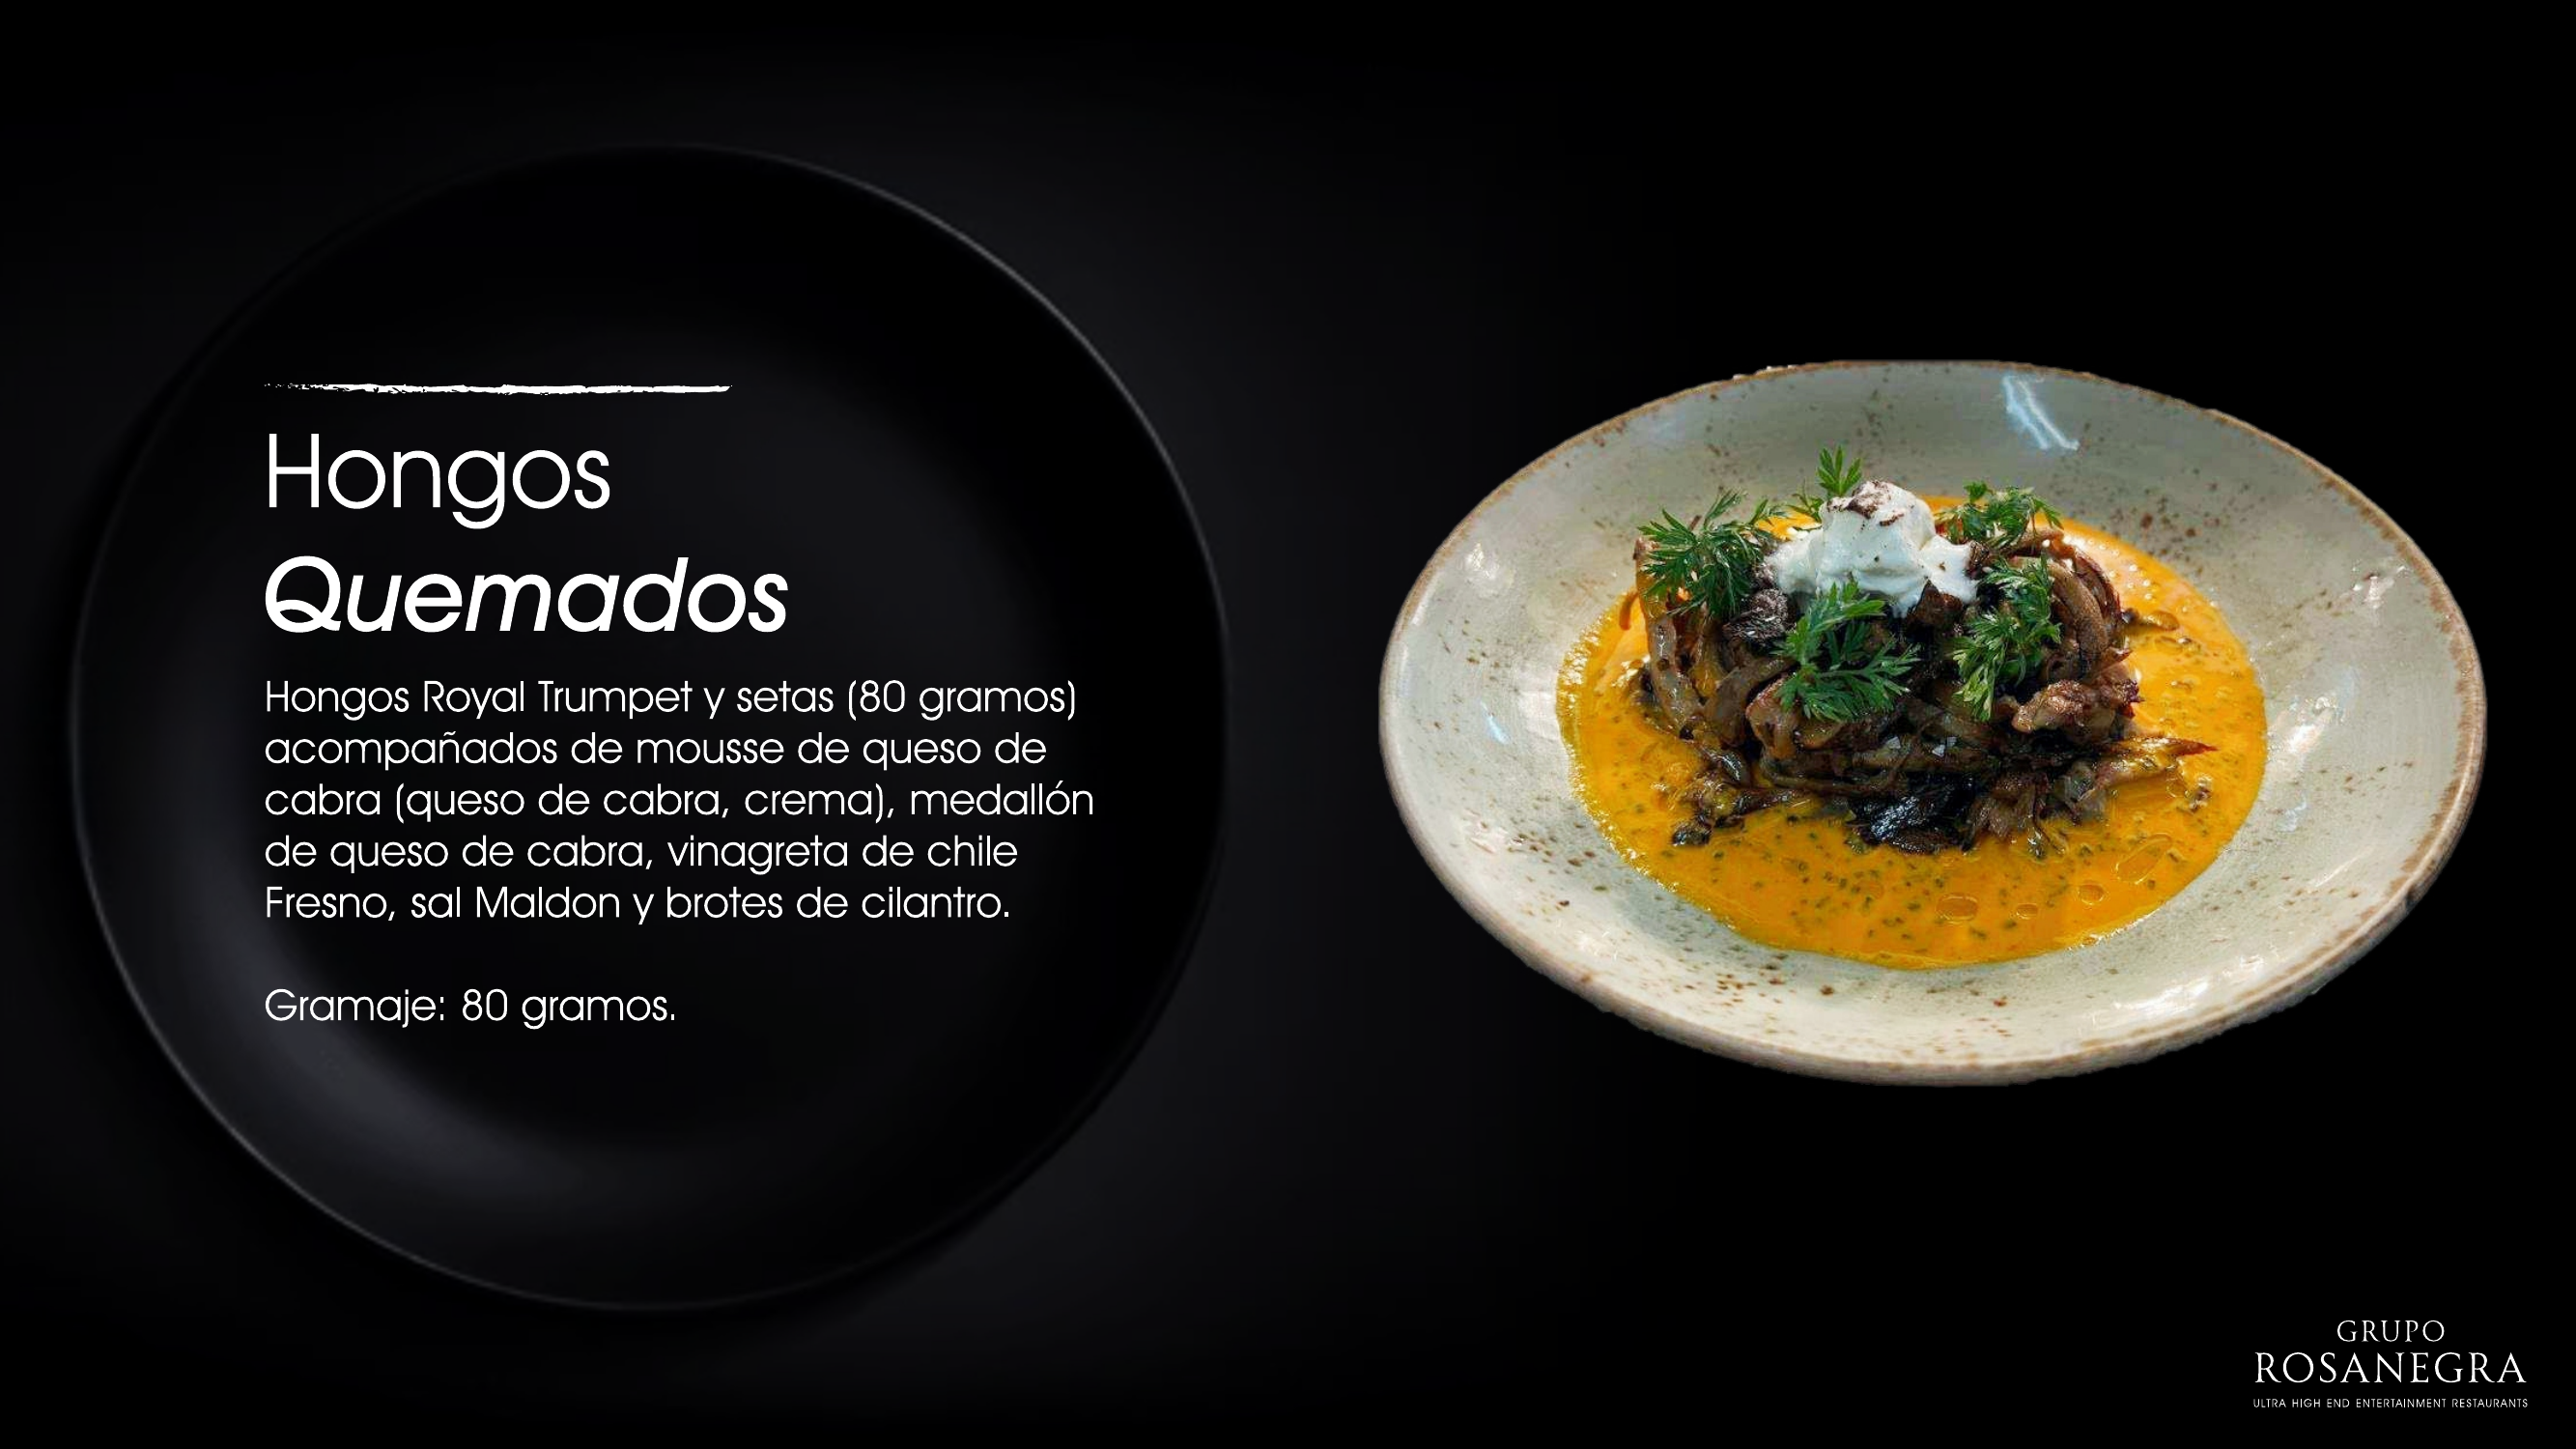 Hongos
Quemados
Hongos Royal Trumpet y setas (80 gramos)
acompañados de mousse de queso de
cabra (queso de cabra, crema), medallón
de queso de cabra, vinagreta de chile
Fresno, sal Maldon y brotes de cilantro.
Gramaje: 80 gramos.
GRUPO
ROSANEGRA
ULTRA HIGH END ENTERTAINMENT RESTAURANTS